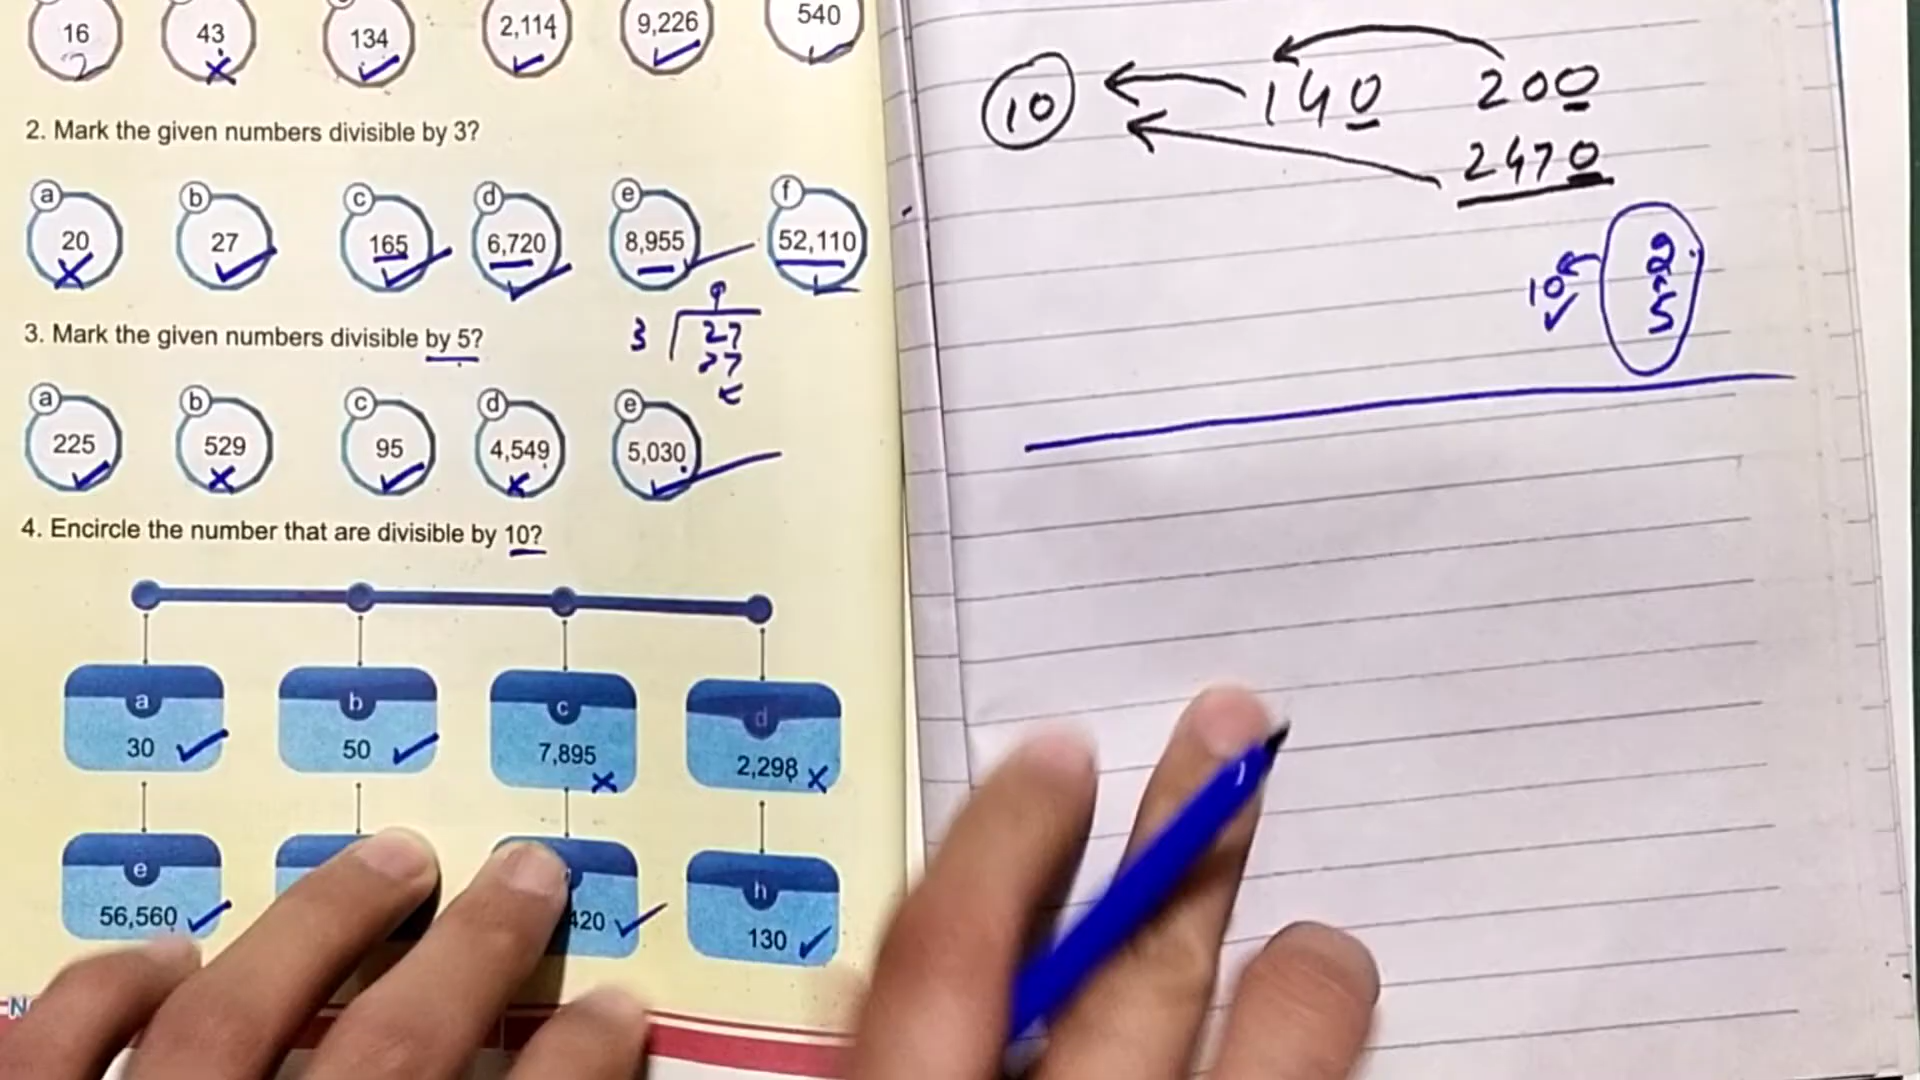 16 43 134 2,114 9,226 540
2. Mark the given numbers divisible by 3?
a b c d e f
20 27 165 6,720 8,955 52,110
9
3 27
27
3. Mark the given numbers divisible by 5?
a b c d e
225 529 95 4,549 5,030
4. Encircle the number that are divisible by 10?
a b c d
30 50 7,895 2,298
e h
56,560 420 130
10 140 200
2470
10 2
5